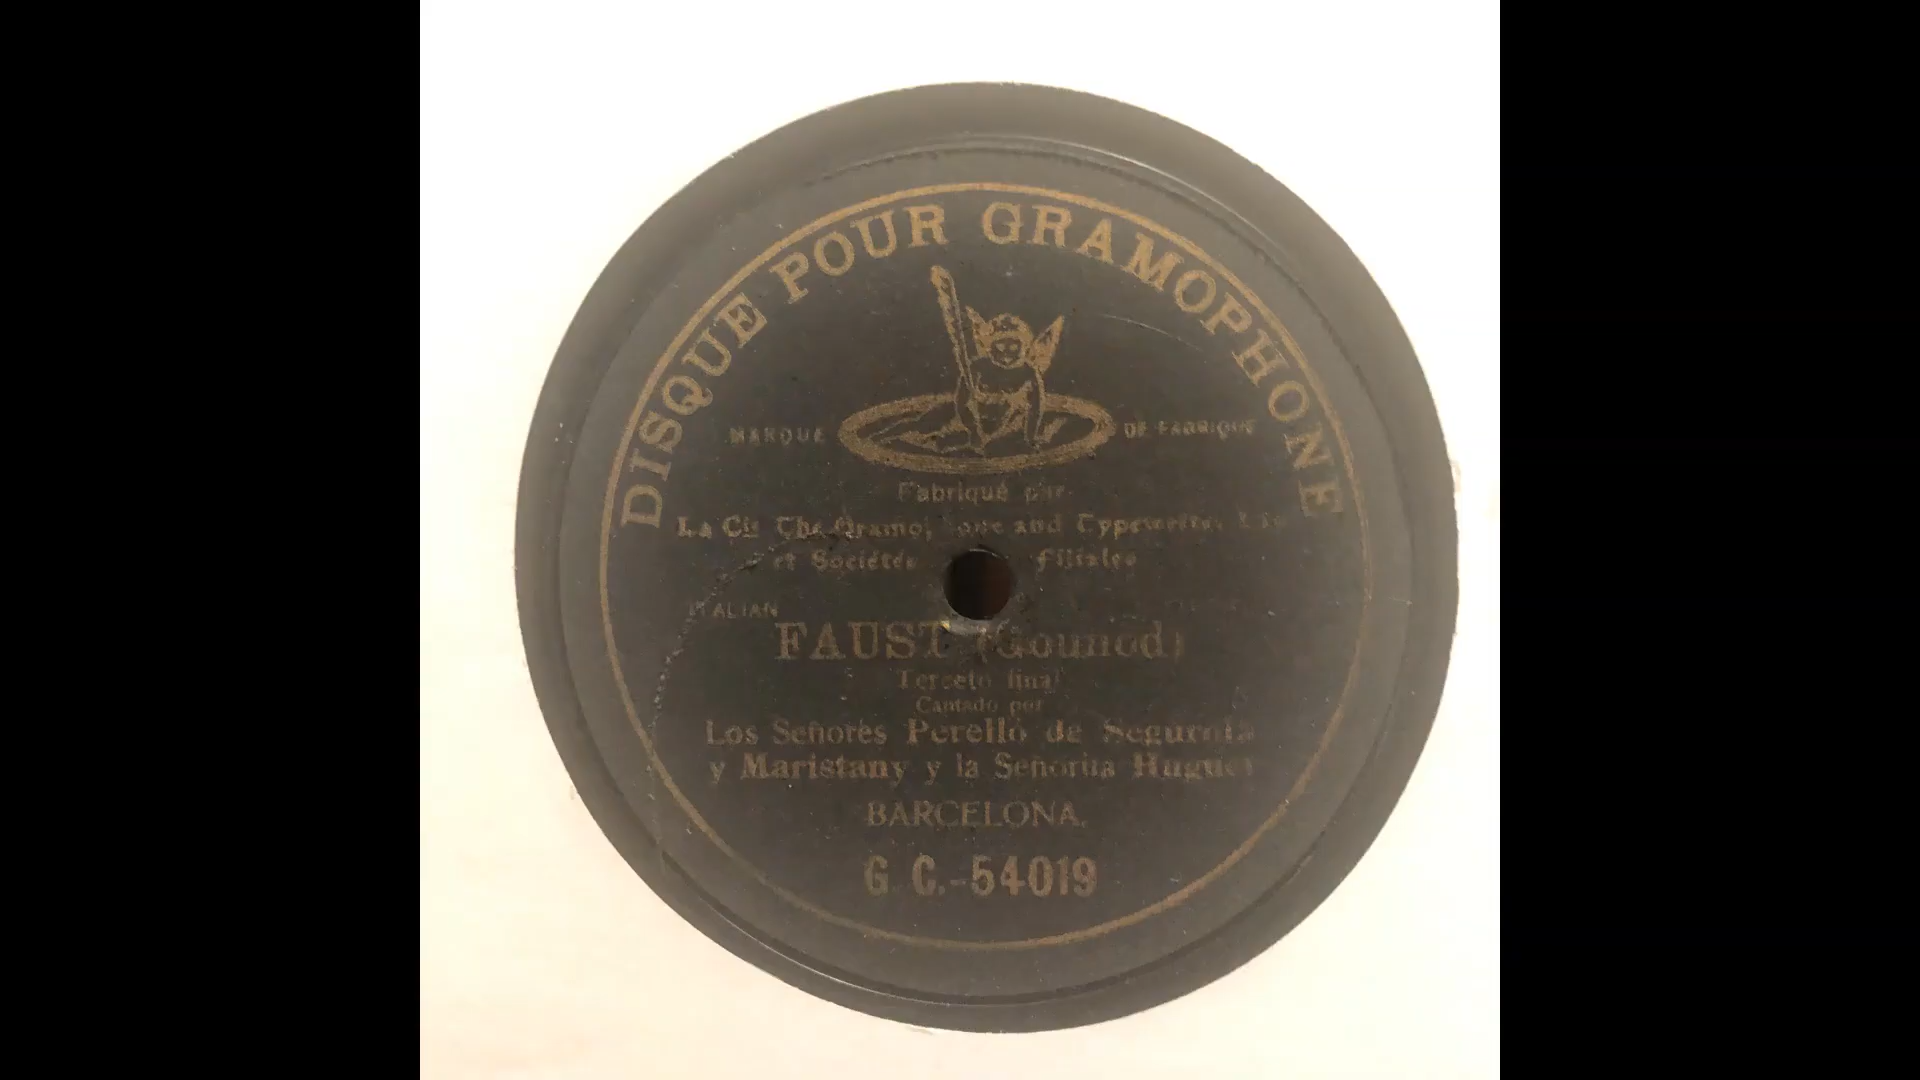 DISQUE POUR GRAMOPHONE
MARQUE DE FABRIQUE
Fabriqué par
La Cie The Gramophone and Typewriter Ltd
et Sociétés filiales
ITALIAN
FAUST (Gounod)
Terceto final
Cantado por
Los Señores Perelló de Segurola
y Maristany y la Señorita Huguet
BARCELONA.
G. C.-54019